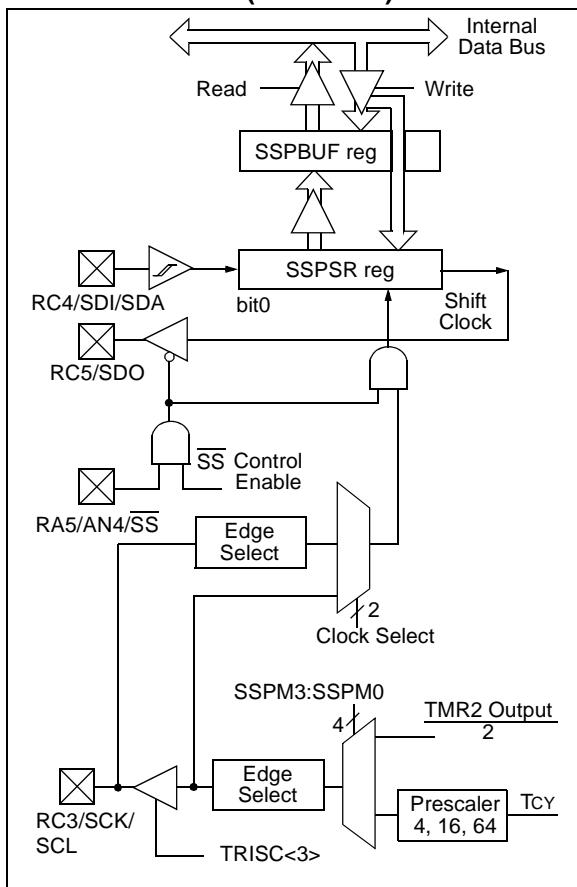 Internal
Data Bus
Read
Write
SSPBUF reg
SSPSR reg
RC4/SDI/SDA
bit0
Shift
Clock
RC5/SDO
SS Control
Enable
RA5/AN4/SS
Edge
Select
2
Clock Select
SSPM3:SSPM0
TMR2 Output
2
4
Edge
Select
Prescaler
4, 16, 64
TCY
RC3/SCK/
SCL
TRISC<3>